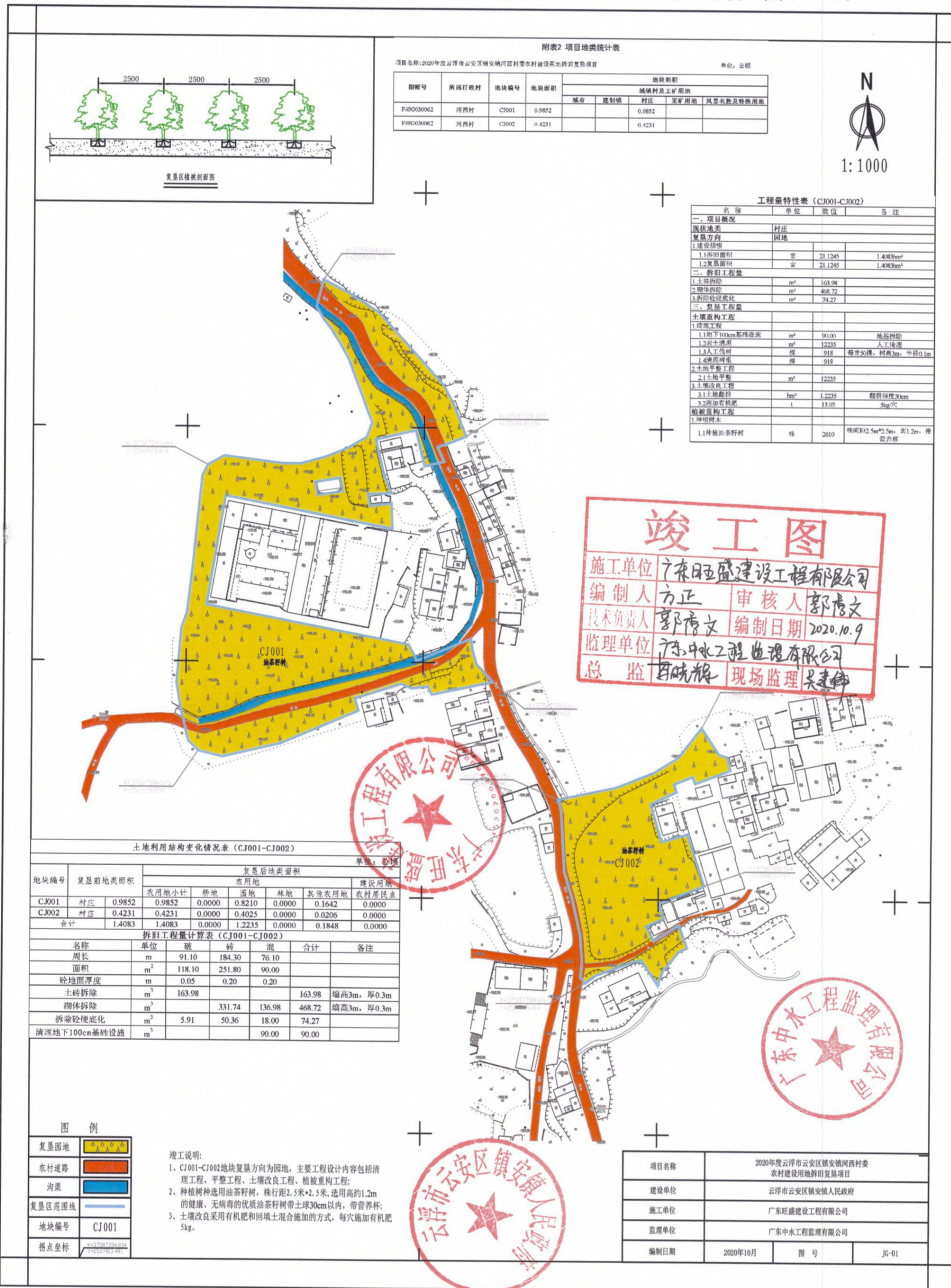 附表2 项目地类统计表
项目名称:2020年度云浮市云安区镇安镇河西村委农村建设用地拆旧复垦项目 单位：公顷
图幅号 所属行政村 地块编号 地块面积 地块面积
城镇村及工矿用地
城市 建制镇 村庄 采矿用地 风景名胜及特殊用地
F49G030062 河西村 CJ001 0.9852 0.9852
F49G030062 河西村 CJ002 0.4231 0.4231
N
1:1000
2500 2500 2500
复垦区植被剖面图
工程量特性表（CJ001-CJ002）
名 称 单位 数值 备 注
一、项目概况
现状地类 村庄
复垦方向 园地
1.建设规模
1.1拆旧面积 亩 21.1245 1.4083hm²
1.2复垦面积 亩 21.1245 1.4083hm²
二、拆旧工程量
1.土砖拆除 m³ 163.98
2.砌体拆除 m³ 468.72
3.拆除砼硬底化 m³ 74.27
三、复垦工程量
土壤重构工程
1.清理工程
1.1地下100cm基础设施 m³ 90.00 地基拆除
1.2表土清理 m² 12235 人工清理
1.3人工伐树 棵 918
1.4清理树根 棵 918
2.土地平整工程
2.1土地平整 m² 12235
3.土壤改良工程
3.1土地翻耕 hm² 1.2235 翻耕深度30cm
3.2施加有机肥 t 13.05 5kg/穴
植被重构工程
1.种植树木
1.1种植油茶籽树 株 2610 株间距2.5m*2.5m，高1.2m，带营养杯
竣工图
施工单位 广东旺盛建设工程有限公司
编制人 方正 审核人 郭秀文
技术负责人 郭秀文 编制日期 2020.10.9
监理单位 广东中水工程监理有限公司
总 监 现场监理
CJ001
油茶籽树
油茶籽树
CJ002
广东旺盛建设工程有限公司
土地利用结构变化情况表（CJ001-CJ002）
单位：公顷
地块编号 复垦前地类面积 复垦后地类面积
农用地 建设用地
农用地小计 耕地 园地 林地 其他农用地 农村居民点
CJ001 村庄 0.9852 0.9852 0.0000 0.8210 0.0000 0.1642 0.0000
CJ002 村庄 0.4231 0.4231 0.0000 0.4025 0.0000 0.0206 0.0000
合计 1.4083 1.4083 0.0000 1.2235 0.0000 0.1848 0.0000
拆旧工程量计算表（CJ001-CJ002）
名称 单位 破 砖 混 合计 备注
周长 m 91.10 184.30 76.10
面积 m² 118.10 251.80 90.00
砼地面厚度 m 0.05 0.20 0.20
土砖拆除 m³ 163.98 163.98 墙高3m，厚0.3m
砌体拆除 m³ 331.74 136.98 468.72 墙高3m，厚0.3m
拆除砼硬底化 m³ 5.91 50.36 18.00 74.27
清理地下100cm基础设施 m³ 90.00 90.00
广东中水工程监理有限公司
图 例
复垦园地
农村道路
沟渠
复垦区范围线
地块编号 CJ001
拐点坐标
竣工说明:
1、CJ001-CJ002地块复垦方向为园地，主要工程设计内容包括清
理工程、平整工程、土壤改良工程、植被重构工程;
2、种植树种选用油茶籽树，株行距2.5米*2.5米,选用高约1.2m
的健康、无病毒的优质油茶籽树带土球30cm以内，带营养杯;
3、土壤改良采用有机肥和回填土混合施加的方式，每穴施加有机肥
5kg。
云浮市云安区镇安镇人民政府
项目名称 2020年度云浮市云安区镇安镇河西村委
农村建设用地拆旧复垦项目
建设单位 云浮市云安区镇安镇人民政府
施工单位 广东旺盛建设工程有限公司
监理单位 广东中水工程监理有限公司
编制日期 2020年10月 图 号 JG-01